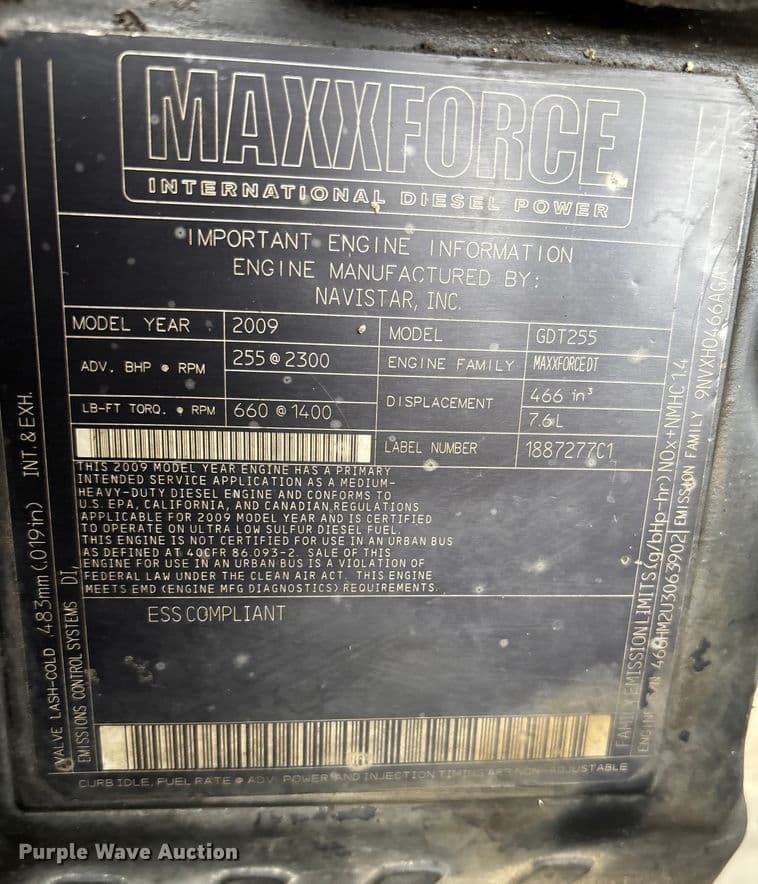 MAXXFORCE
INTERNATIONAL DIESEL POWER
IMPORTANT ENGINE INFORMATION
ENGINE MANUFACTURED BY:
NAVISTAR, INC.
MODEL YEAR 2009 MODEL GDT255
ADV. BHP @ RPM 255 @ 2300 ENGINE FAMILY MAXXFORCE DT
LB-FT TORQ. @ RPM 660 @ 1400 DISPLACEMENT 466 in³
7.6 L
LABEL NUMBER 1887277C1
THIS 2009 MODEL YEAR ENGINE HAS A PRIMARY
INTENDED SERVICE APPLICATION AS A MEDIUM-
HEAVY-DUTY DIESEL ENGINE AND CONFORMS TO
U.S. EPA, CALIFORNIA, AND CANADIAN REGULATIONS
APPLICABLE FOR 2009 MODEL YEAR AND IS CERTIFIED
TO OPERATE ON ULTRA LOW SULFUR DIESEL FUEL.
THIS ENGINE IS NOT CERTIFIED FOR USE IN AN URBAN BUS
AS DEFINED AT 40CFR 86.093-2. SALE OF THIS
ENGINE FOR USE IN AN URBAN BUS IS A VIOLATION OF
FEDERAL LAW UNDER THE CLEAN AIR ACT. THIS ENGINE
MEETS EMD (ENGINE MFG DIAGNOSTICS) REQUIREMENTS.
ESS COMPLIANT
CURB IDLE, FUEL RATE @ ADV POWER AND INJECTION TIMING ARE NOT ADJUSTABLE
VALVE LASH-COLD .483mm (.019in) INT. & EXH.
EMISSIONS CONTROL SYSTEMS DI,
FAMILY EMISSION LIMITS (g/bHp-hr) NOx+NMHC 1.4
ENGINE S/N 466HM2U3063902 EMISSION FAMILY 9NVXH0466AGA
Purple Wave Auction